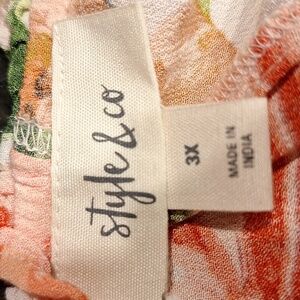 style & co
3X
MADE IN
INDIA